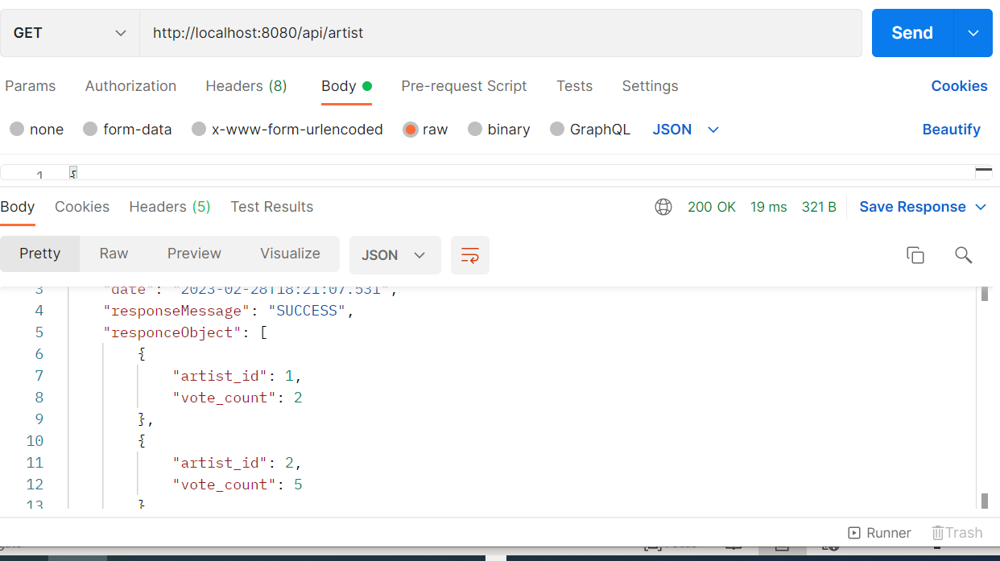 GET http://localhost:8080/api/artist Send
Params Authorization Headers (8) Body Pre-request Script Tests Settings Cookies
none form-data x-www-form-urlencoded raw binary GraphQL JSON Beautify
1 {
Body Cookies Headers (5) Test Results 200 OK 19 ms 321 B Save Response
Pretty Raw Preview Visualize JSON
3 "date": "2023-02-28T18:21:07.531",
4 "responseMessage": "SUCCESS",
5 "responceObject": [
6 {
7 "artist_id": 1,
8 "vote_count": 2
9 },
10 {
11 "artist_id": 2,
12 "vote_count": 5
13 }
Runner Trash